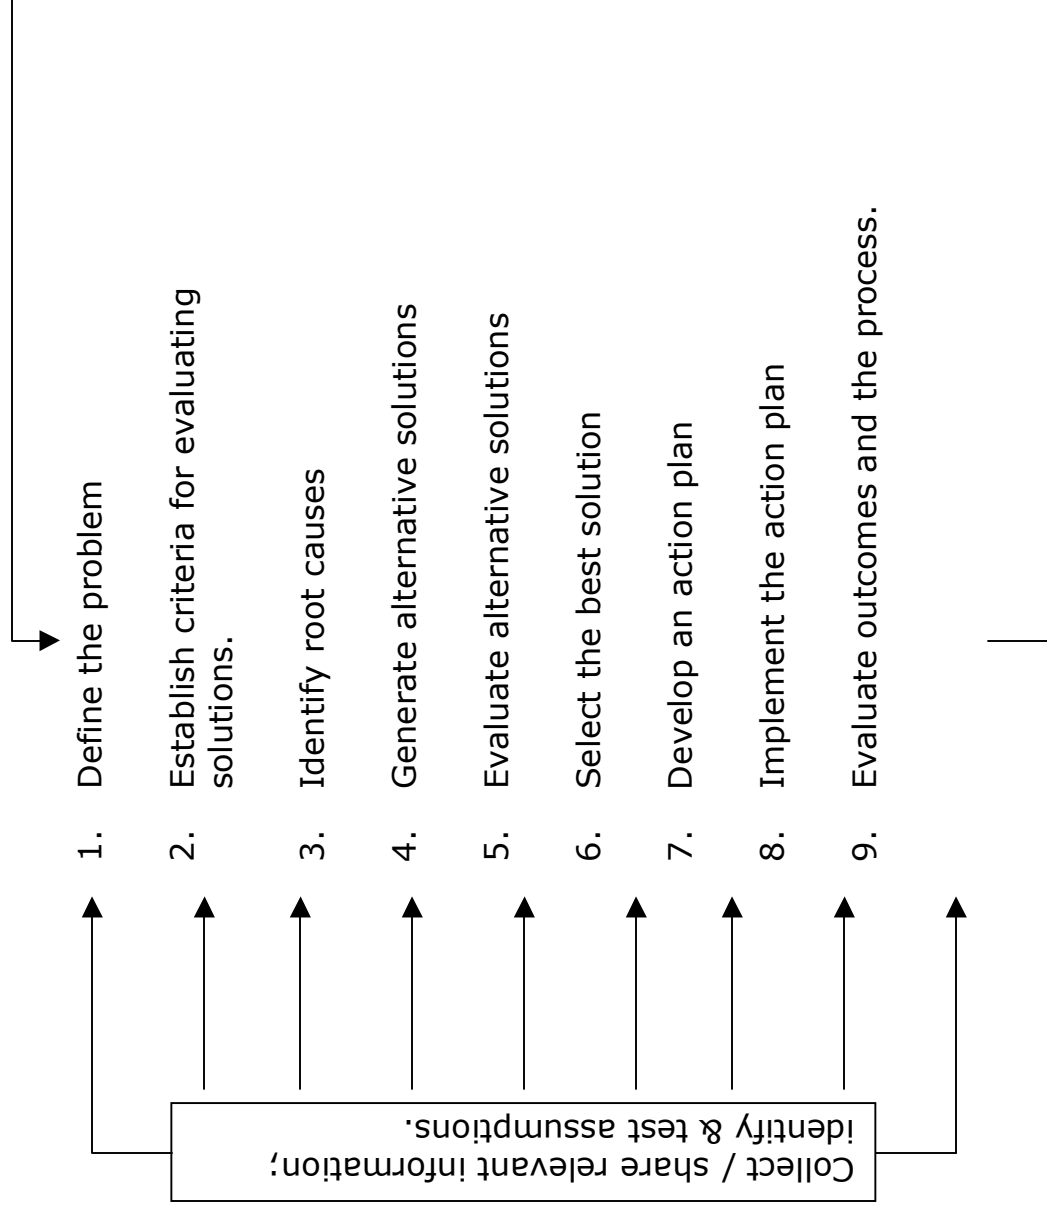 1. Define the problem
2. Establish criteria for evaluating
solutions.
3. Identify root causes
4. Generate alternative solutions
5. Evaluate alternative solutions
6. Select the best solution
7. Develop an action plan
8. Implement the action plan
9. Evaluate outcomes and the process.
Collect / share relevant information;
identify & test assumptions.